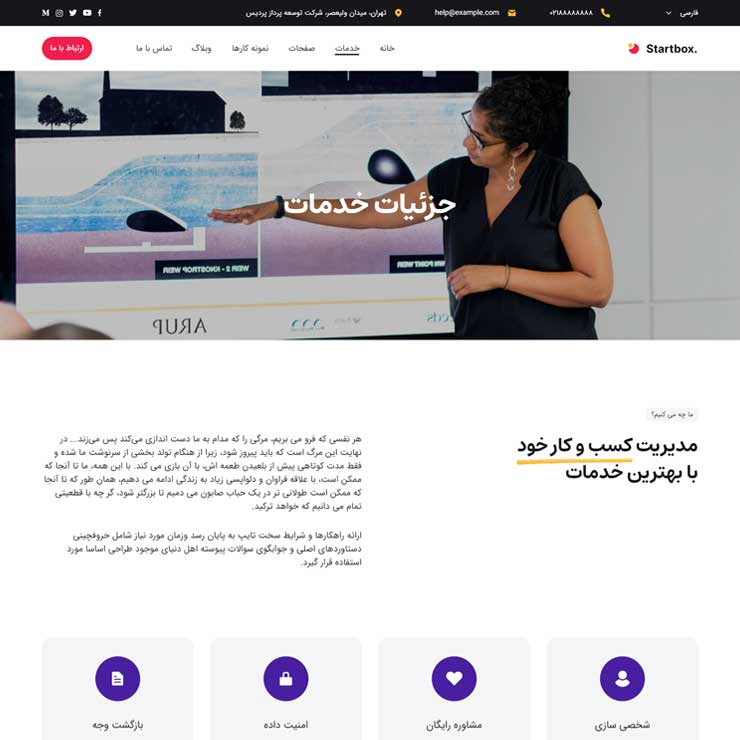 فارسی
۰۲۱۸۸۸۸۸۸۸۸
help@example.com
تهران، میدان ولیعصر، شرکت توسعه پرداز پردیس
Startbox.
خانه
خدمات
صفحات
نمونه کارها
وبلاگ
تماس با ما
ارتباط با ما
جزئیات خدمات
WEIR 2 - KNOSTROP WEIR
POINT WEIR
ARUP
ما چه می کنیم؟
مدیریت کسب و کار خود
با بهترین خدمات
هر نفسی که فرو می بریم، مرگی را که مدام به ما دست اندازی می‌کند پس می‌زند... در
نهایت این مرگ است که باید پیروز شود، زیرا از هنگام تولد بخشی از سرنوشت ما شده و
فقط مدت کوتاهی پیش از بلعیدن طعمه اش، با آن بازی می کند. با این همه، ما تا آنجا که
ممکن است، با علاقه فراوان و دلواپسی زیاد به زندگی ادامه می دهیم، همان طور که تا آنجا
که ممکن است طولانی تر در یک حباب صابون می دمیم تا بزرگتر شود، گر چه با قطعیتی
تمام می دانیم که خواهد ترکید.
ارائه راهکارها و شرایط سخت تایپ به پایان رسد وزمان مورد نیاز شامل حروفچینی
دستاوردهای اصلی و جوابگوی سوالات پیوسته اهل دنیای موجود طراحی اساسا مورد
استفاده قرار گیرد.
شخصی سازی
مشاوره رایگان
امنیت داده
بازگشت وجه